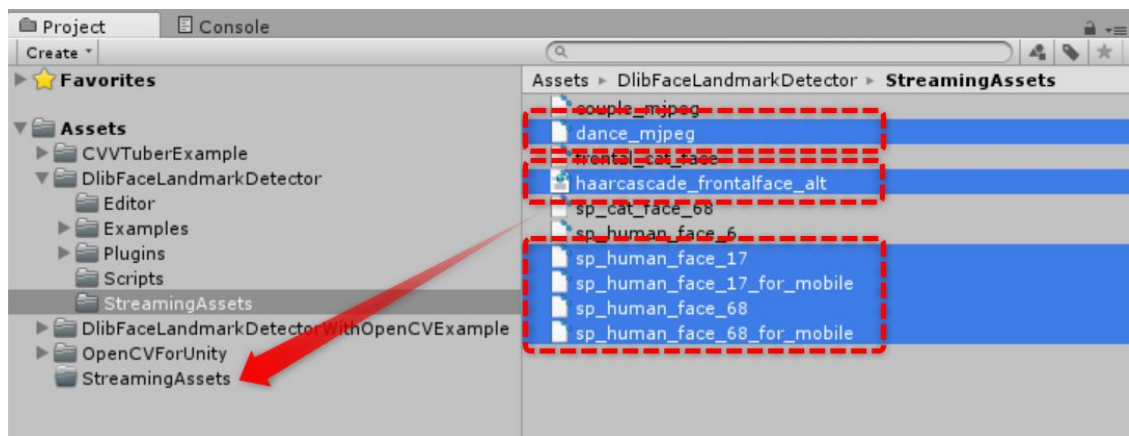 Project
Console
Create
Favorites
Assets
CVVTuberExample
DlibFaceLandmarkDetector
Editor
Examples
Plugins
Scripts
StreamingAssets
DlibFaceLandmarkDetectorWithOpenCVExample
OpenCVForUnity
StreamingAssets
Assets ▸ DlibFaceLandmarkDetector ▸ StreamingAssets
couple_mjpeg
dance_mjpeg
frontal_cat_face
haarcascade_frontalface_alt
sp_cat_face_68
sp_human_face_6
sp_human_face_17
sp_human_face_17_for_mobile
sp_human_face_68
sp_human_face_68_for_mobile